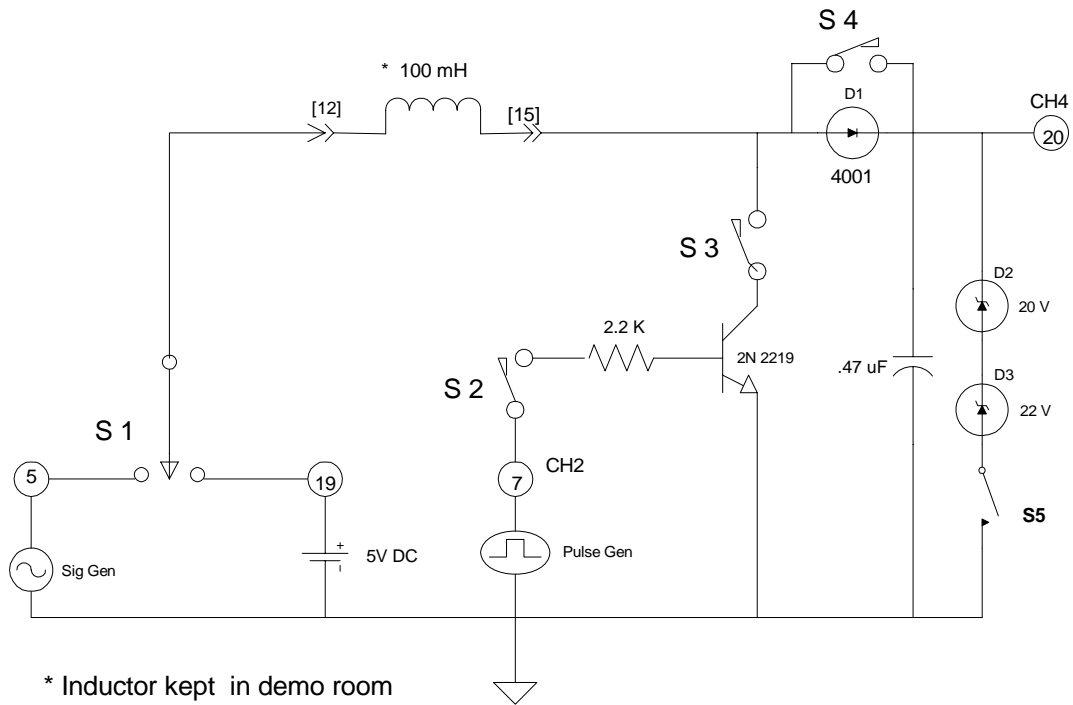 S 4
* 100 mH
D1
[12]
[15]
CH4
20
4001
S 3
D2
20 V
2.2 K
2N 2219
.47 uF
D3
22 V
S 2
S 1
5
19
CH2
7
S5
+
5V DC
Pulse Gen
Sig Gen
* Inductor kept in demo room